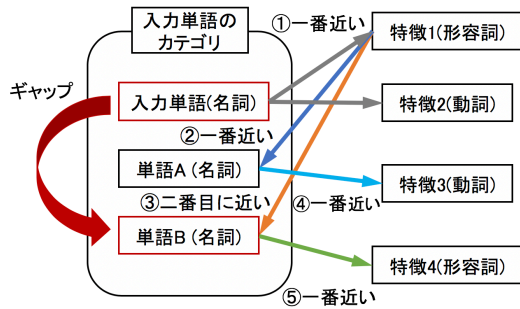 入力単語の
カテゴリ
①一番近い
特徴1(形容詞)
ギャップ
入力単語(名詞)
特徴2(動詞)
②一番近い
単語A (名詞)
特徴3(動詞)
③二番目に近い
④一番近い
単語B (名詞)
特徴4(形容詞)
⑤一番近い